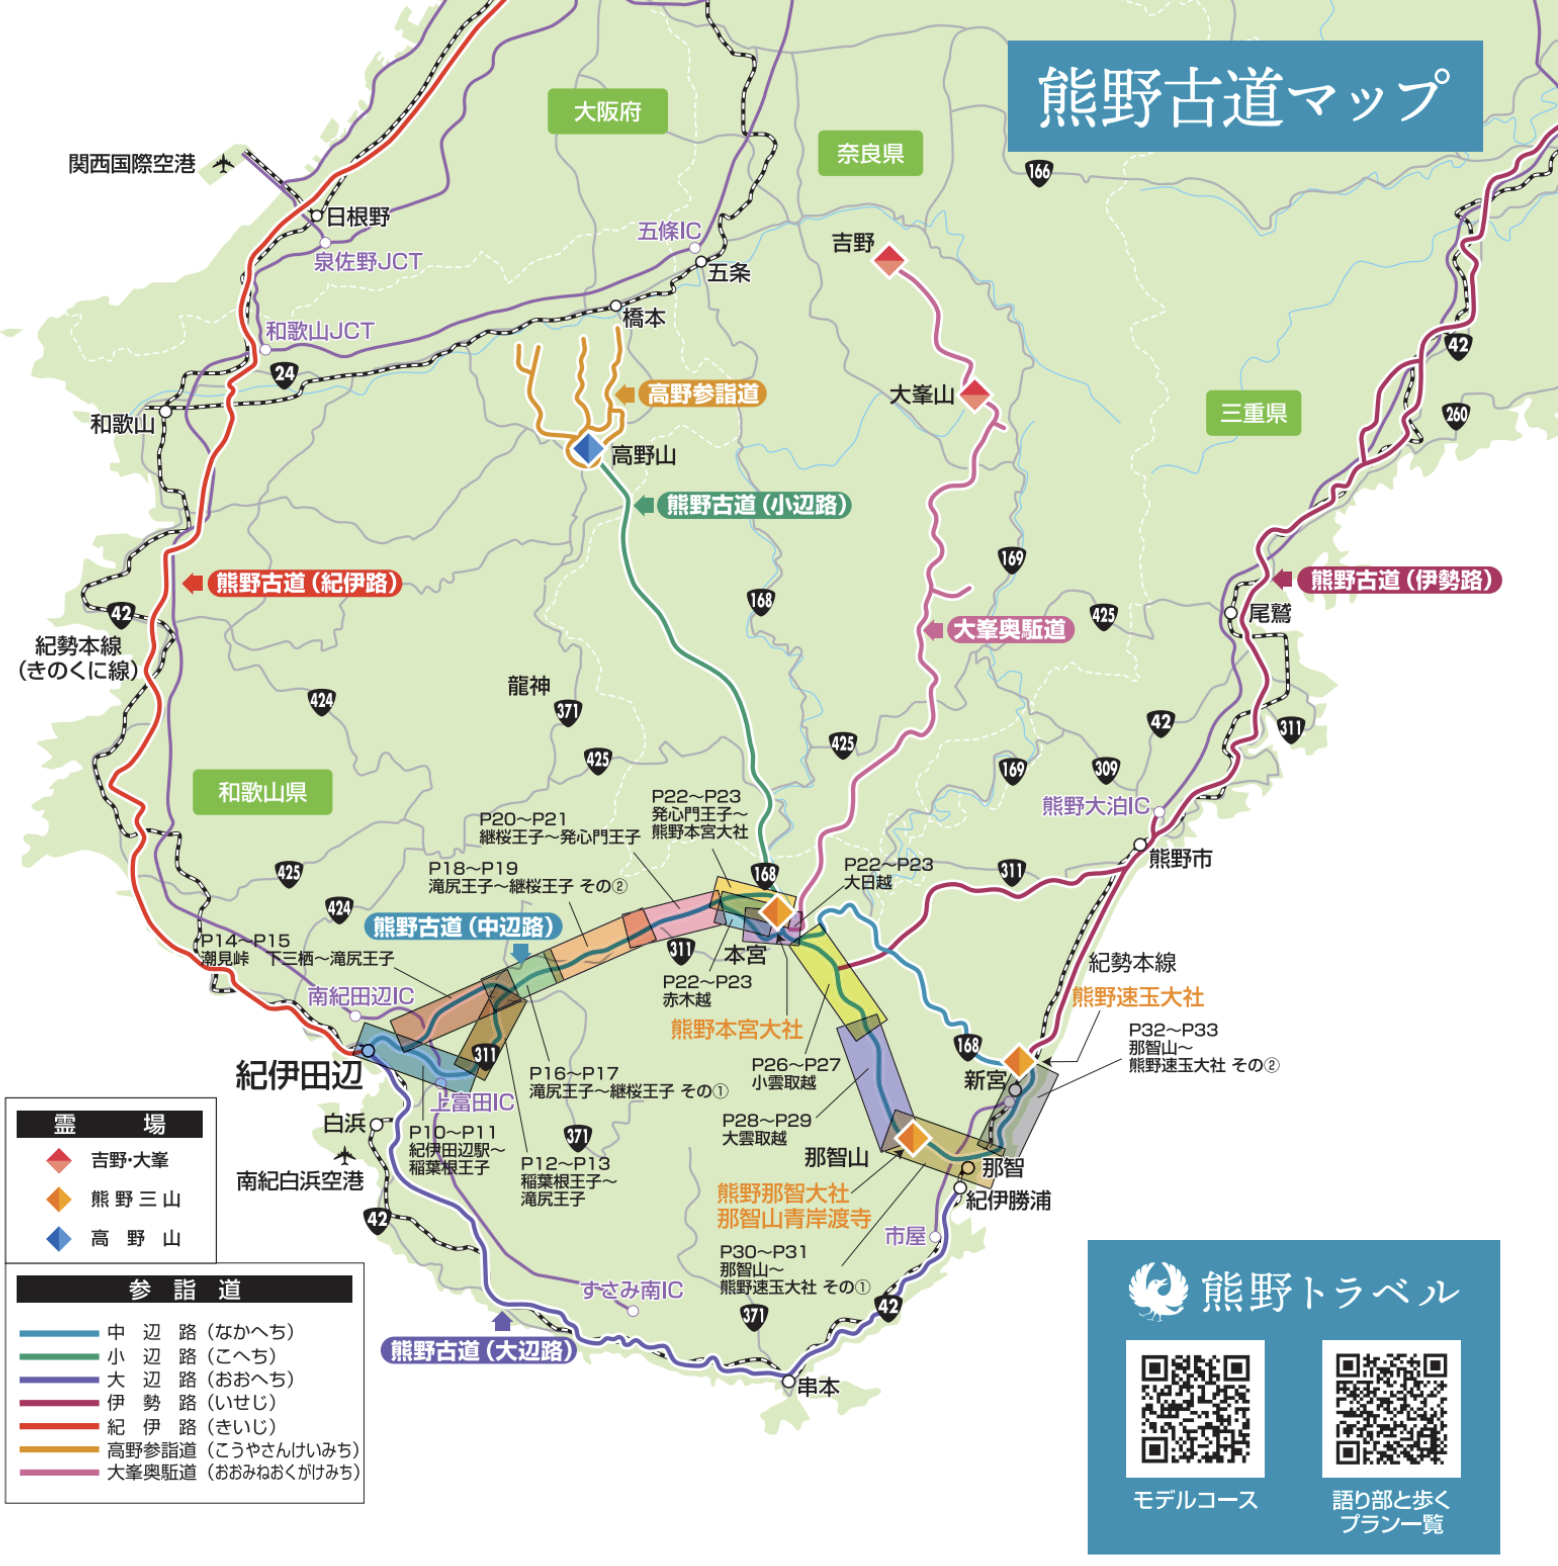 熊野古道マップ
大阪府
奈良県
関西国際空港
166
日根野
五條IC
吉野
泉佐野JCT
五条
橋本
和歌山JCT
42
24
高野参詣道
大峯山
三重県
260
和歌山
高野山
熊野古道(小辺路)
169
熊野古道(紀伊路)
熊野古道(伊勢路)
42
168
425
尾鷲
紀勢本線
(きのくに線)
大峯奥駈道
龍神
424
371
42
311
425
425
169
309
和歌山県
P22〜P23
発心門王子〜
熊野本宮大社
熊野大泊IC
P20〜P21
継桜王子〜発心門王子
熊野市
P18〜P19
滝尻王子〜継桜王子 その②
168
P22〜P23
大日越
311
425
424
熊野古道(中辺路)
P14〜P15
潮見峠 下三栖〜滝尻王子
311
本宮
紀勢本線
P22〜P23
赤木越
熊野速玉大社
南紀田辺IC
熊野本宮大社
P32〜P33
那智山〜
熊野速玉大社 その②
168
紀伊田辺
311
P16〜P17
滝尻王子〜継桜王子 その①
P26〜P27
小雲取越
新宮
上富田IC
白浜
P10〜P11
紀伊田辺駅〜
稲葉根王子
371
P28〜P29
大雲取越
南紀白浜空港
P12〜P13
稲葉根王子〜
滝尻王子
那智山
那智
熊野那智大社
那智山青岸渡寺
紀伊勝浦
42
市屋
P30〜P31
那智山〜
熊野速玉大社 その①
すさみ南IC
371
42
熊野古道(大辺路)
串本
霊場
吉野・大峯
熊野三山
高野山
参詣道
中辺路(なかへち)
小辺路(こへち)
大辺路(おおへち)
伊勢路(いせじ)
紀伊路(きいじ)
高野参詣道(こうやさんけいみち)
大峯奥駈道(おおみねおくがけみち)
熊野トラベル
モデルコース
語り部と歩く
プラン一覧